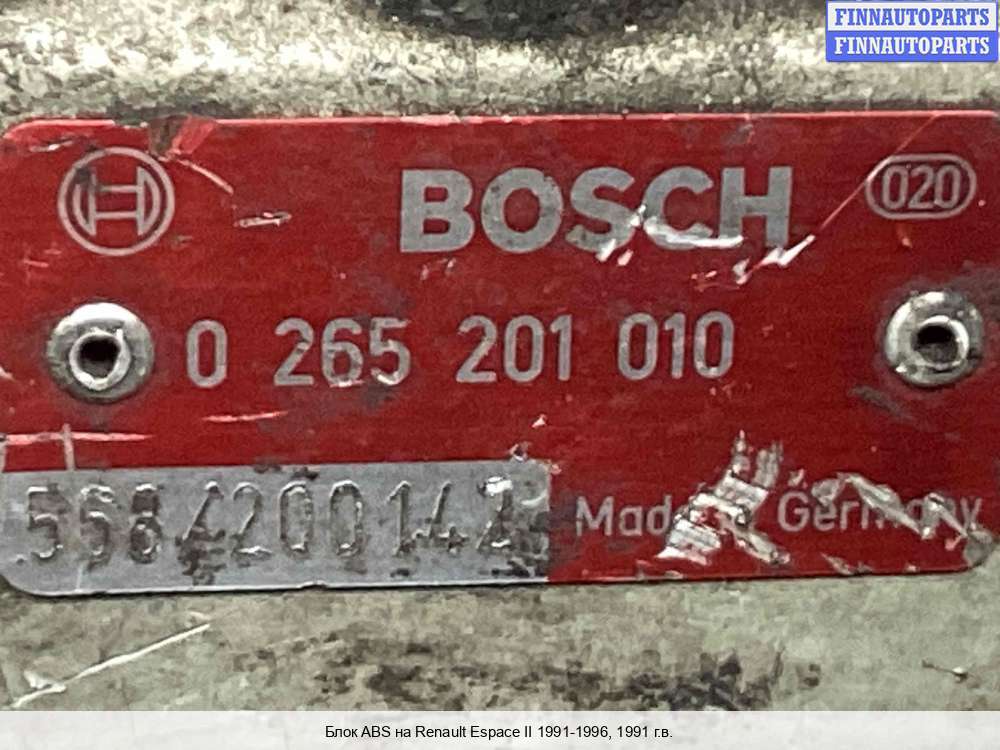 FINNAUTOPARTS
FINNAUTOPARTS
BOSCH 020
0 265 201 010
Made Germany
Блок ABS на Renault Espace II 1991-1996, 1991 г.в.